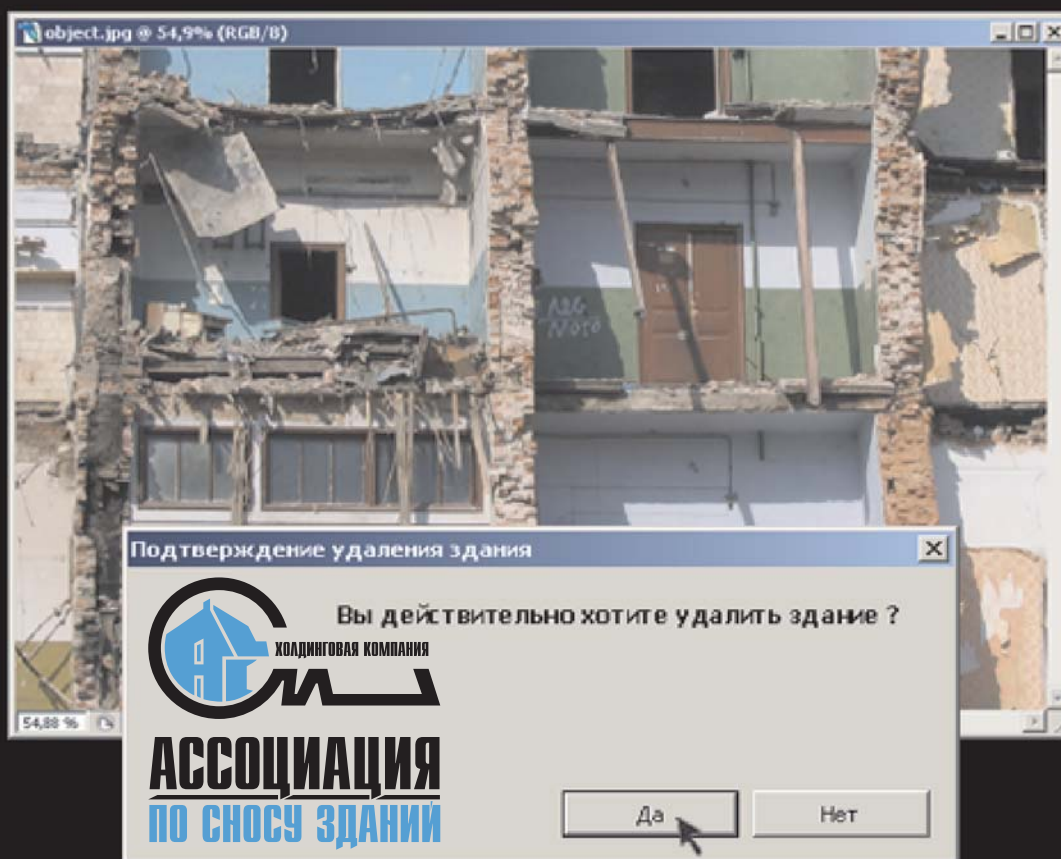 object.jpg @ 54,9% (RGB/8)
54,88 %
Подтверждение удаления здания
Вы действительно хотите удалить здание ?
ХОЛДИНГОВАЯ КОМПАНИЯ
АССОЦИАЦИЯ
ПО СНОСУ ЗДАНИЙ
Да
Нет